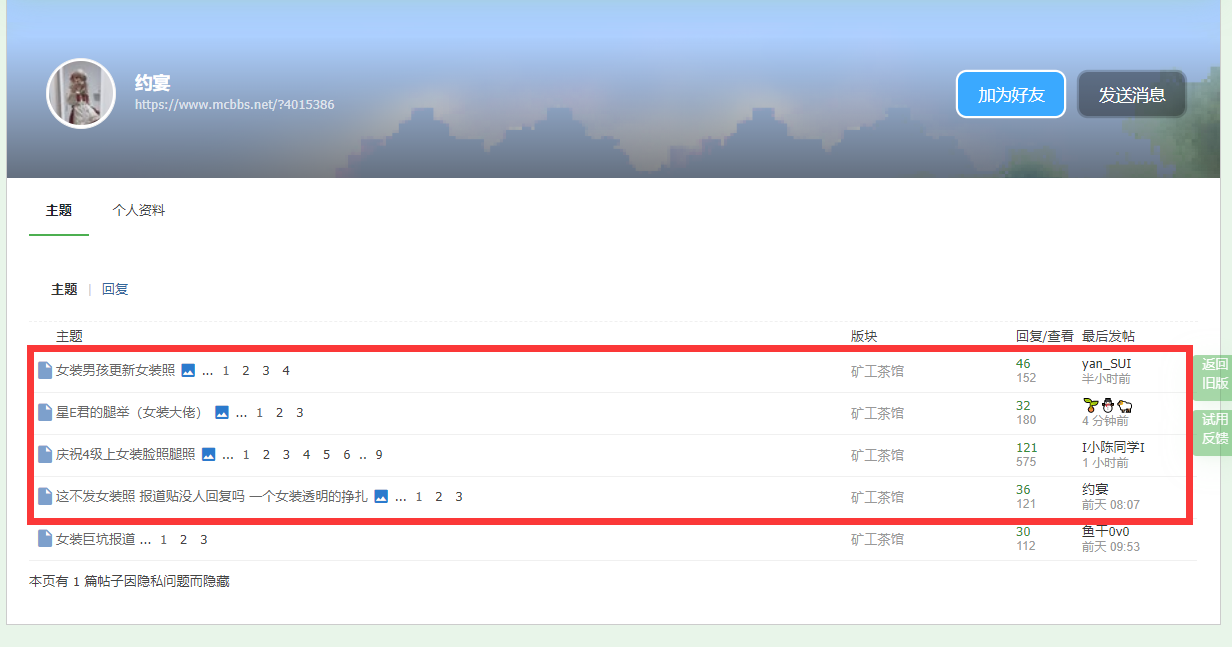 约宴
https://www.mcbbs.net/?4015386
加为好友 发送消息
主题 个人资料
主题 | 回复
主题 版块 回复/查看 最后发帖
女装男孩更新女装照 ... 1 2 3 4 矿工茶馆 46 yan_SUI
152 半小时前
返回
旧版
星E君的腿举（女装大佬） ... 1 2 3 矿工茶馆 32
180 4 分钟前
试用
反馈
庆祝4级上女装脸照腿照 ... 1 2 3 4 5 6 .. 9 矿工茶馆 121 I小陈同学I
575 1 小时前
这不发女装照 报道贴没人回复吗 一个女装透明的挣扎 ... 1 2 3 矿工茶馆 36 约宴
121 前天 08:07
女装巨坑报道 ... 1 2 3 矿工茶馆 30 鱼干0v0
112 前天 09:53
本页有 1 篇帖子因隐私问题而隐藏